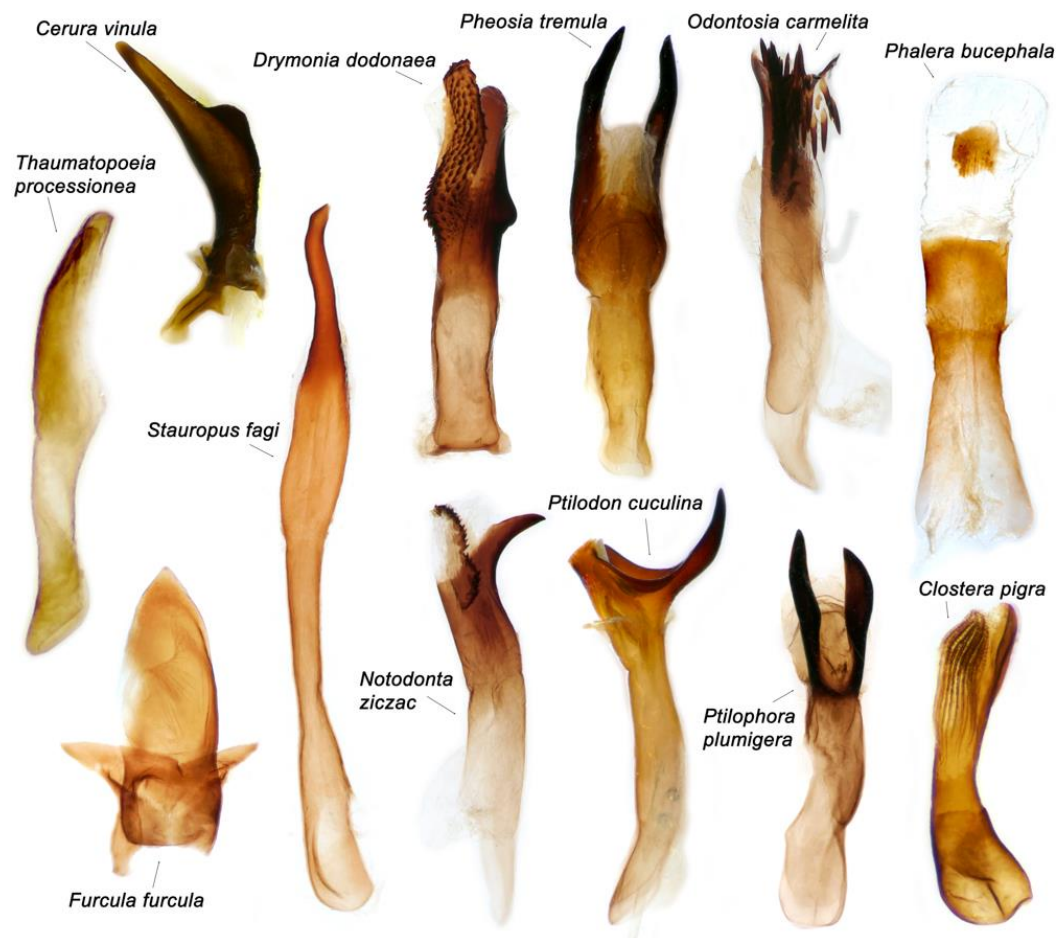 Cerura vinula
Drymonia dodonaea
Pheosia tremula
Odontosia carmelita
Phalera bucephala
Thaumatopoeia
processionea
Stauropus fagi
Ptilodon cuculina
Clostera pigra
Notodonta
ziczac
Ptilophora
plumigera
Furcula furcula